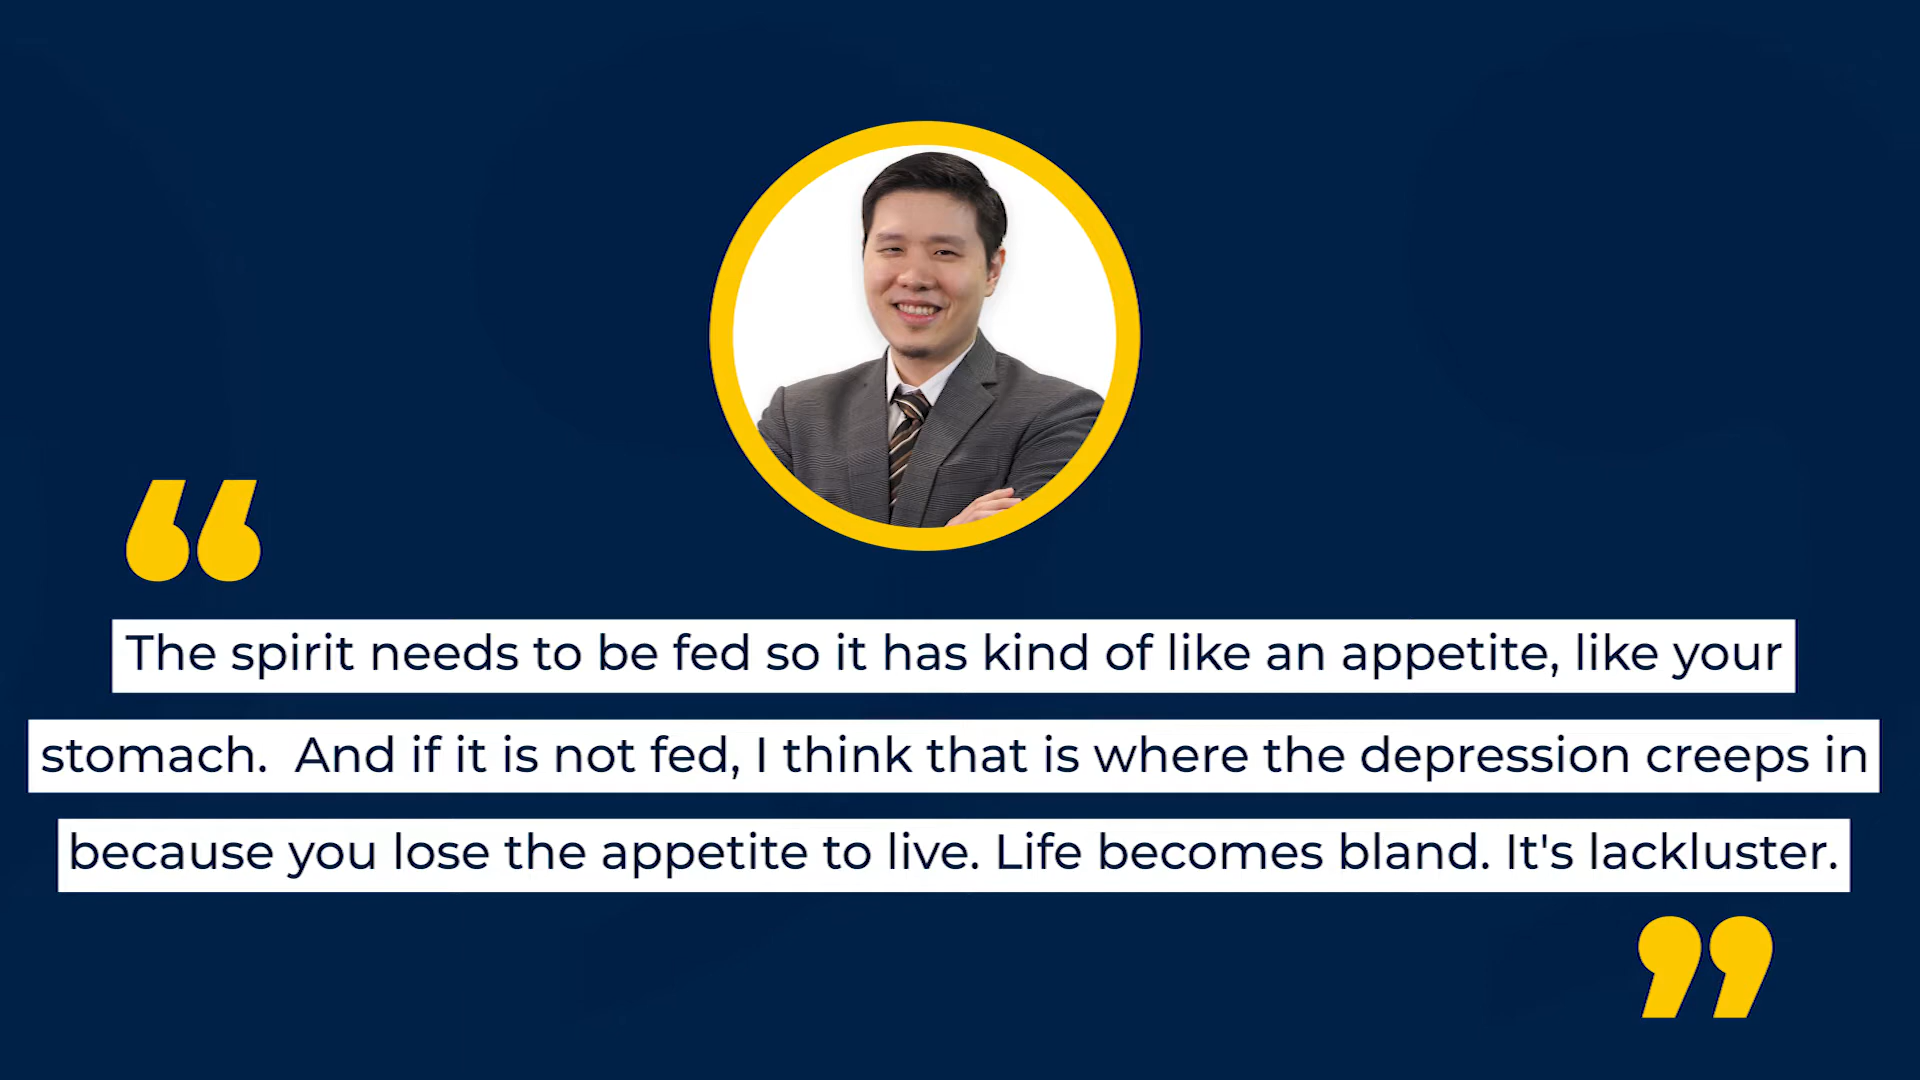 “
The spirit needs to be fed so it has kind of like an appetite, like your
stomach.  And if it is not fed, I think that is where the depression creeps in
because you lose the appetite to live. Life becomes bland. It's lackluster.
”